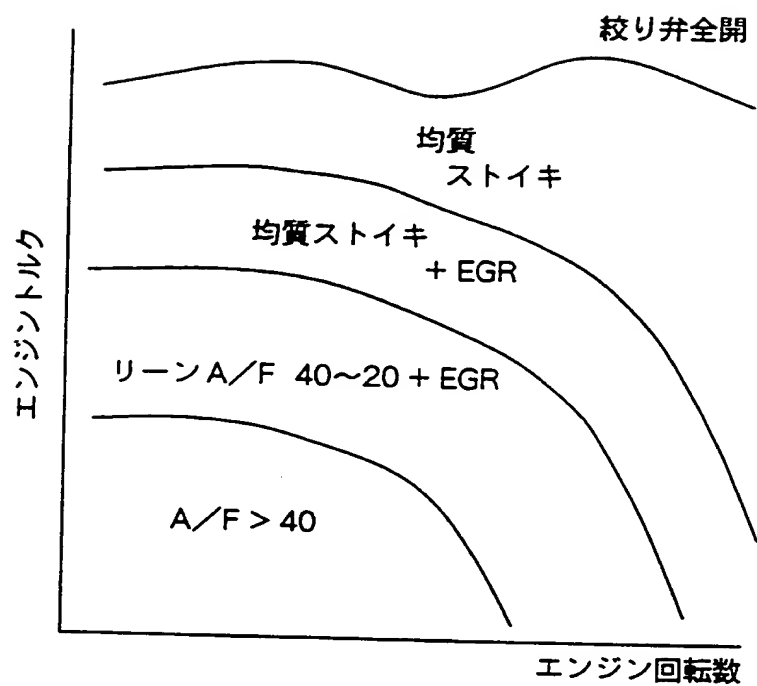 絞り弁全開
均質
ストイキ
均質ストイキ
+ EGR
エンジントルク
リーン A/F 40～20 + EGR
A/F > 40
エンジン回転数